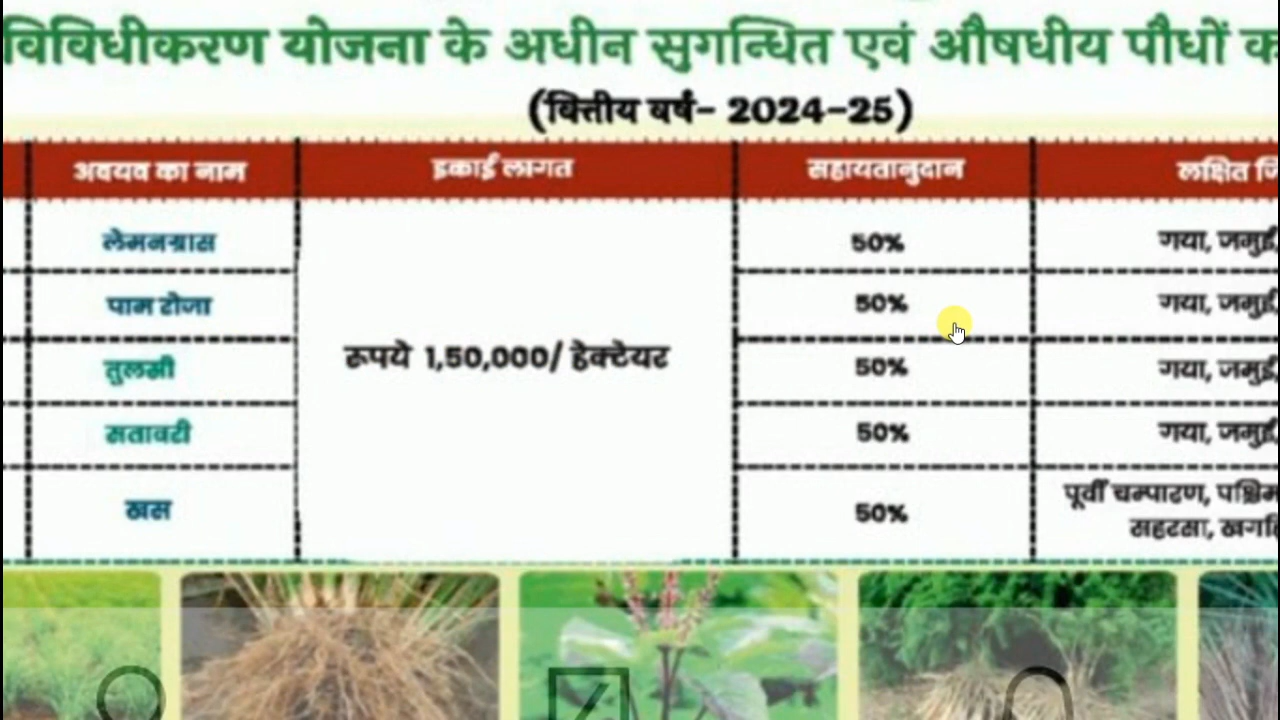 विविधीकरण योजना के अधीन सुगन्धित एवं औषधीय पौधों
(वित्तीय वर्ष- 2024-25)
अवयव का नाम इकाई लागत सहायतानुदान लक्षित
लेमनग्रास 50% गया, जमुई,
पाम रोजा 50% गया, जमुई,
रूपये 1,50,000/ हेक्टेयर
तुलसी 50% गया, जमुई,
सतावरी 50% गया, जमुई,
खस 50% पूर्वी चम्पारण,
सहरसा,